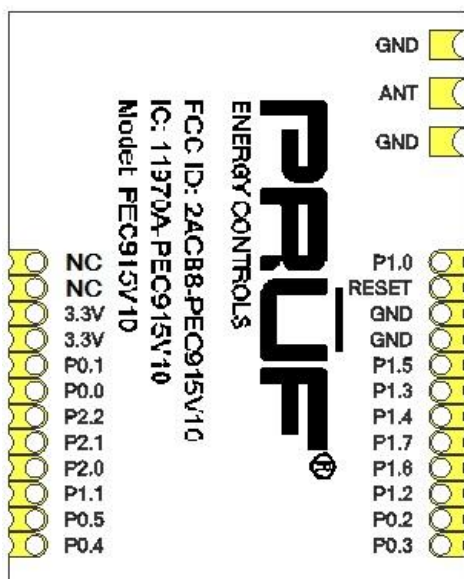 GND
ANT
GND
PRUF®
ENERGY CONTROLS
FCC ID: 2ACB8-PEC915V10
IC: 11970A-PEC915V10
Model: PEC915V10
NC
NC
3.3V
3.3V
P0.1
P0.0
P2.2
P2.1
P2.0
P1.1
P0.5
P0.4
P1.0
RESET
GND
GND
P1.5
P1.3
P1.4
P1.7
P1.6
P1.2
P0.2
P0.3